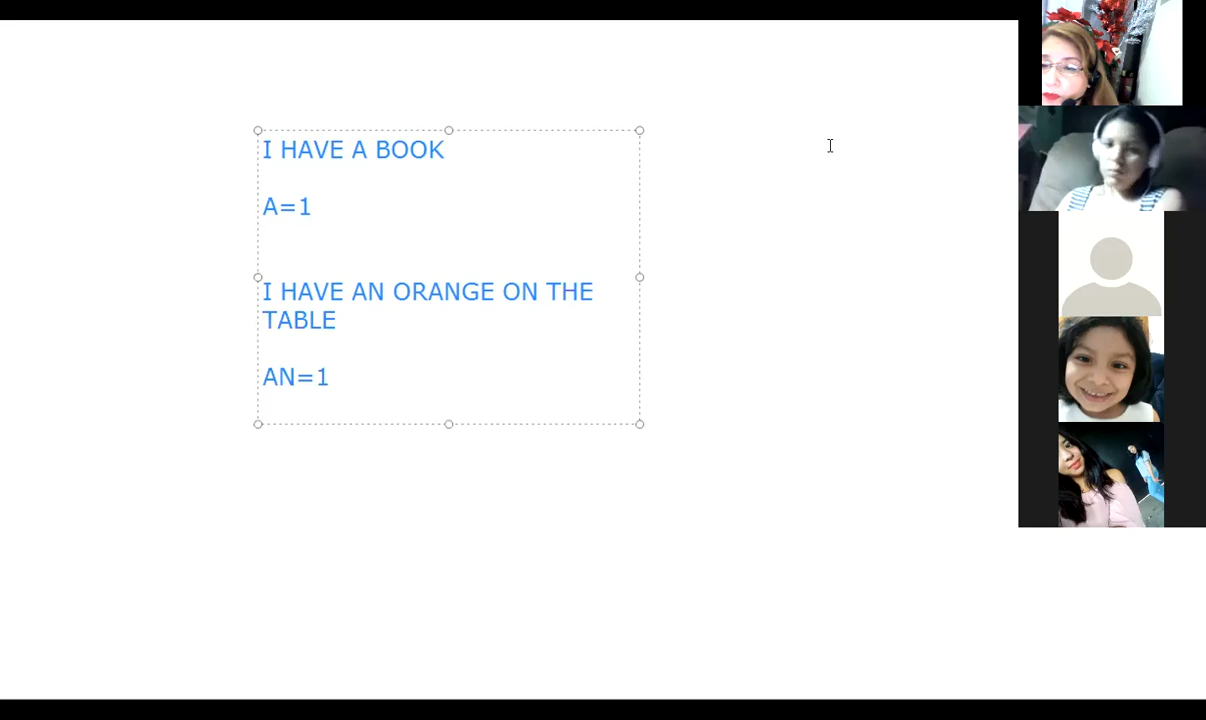 I HAVE A BOOK
A=1
I HAVE AN ORANGE ON THE
TABLE
AN=1